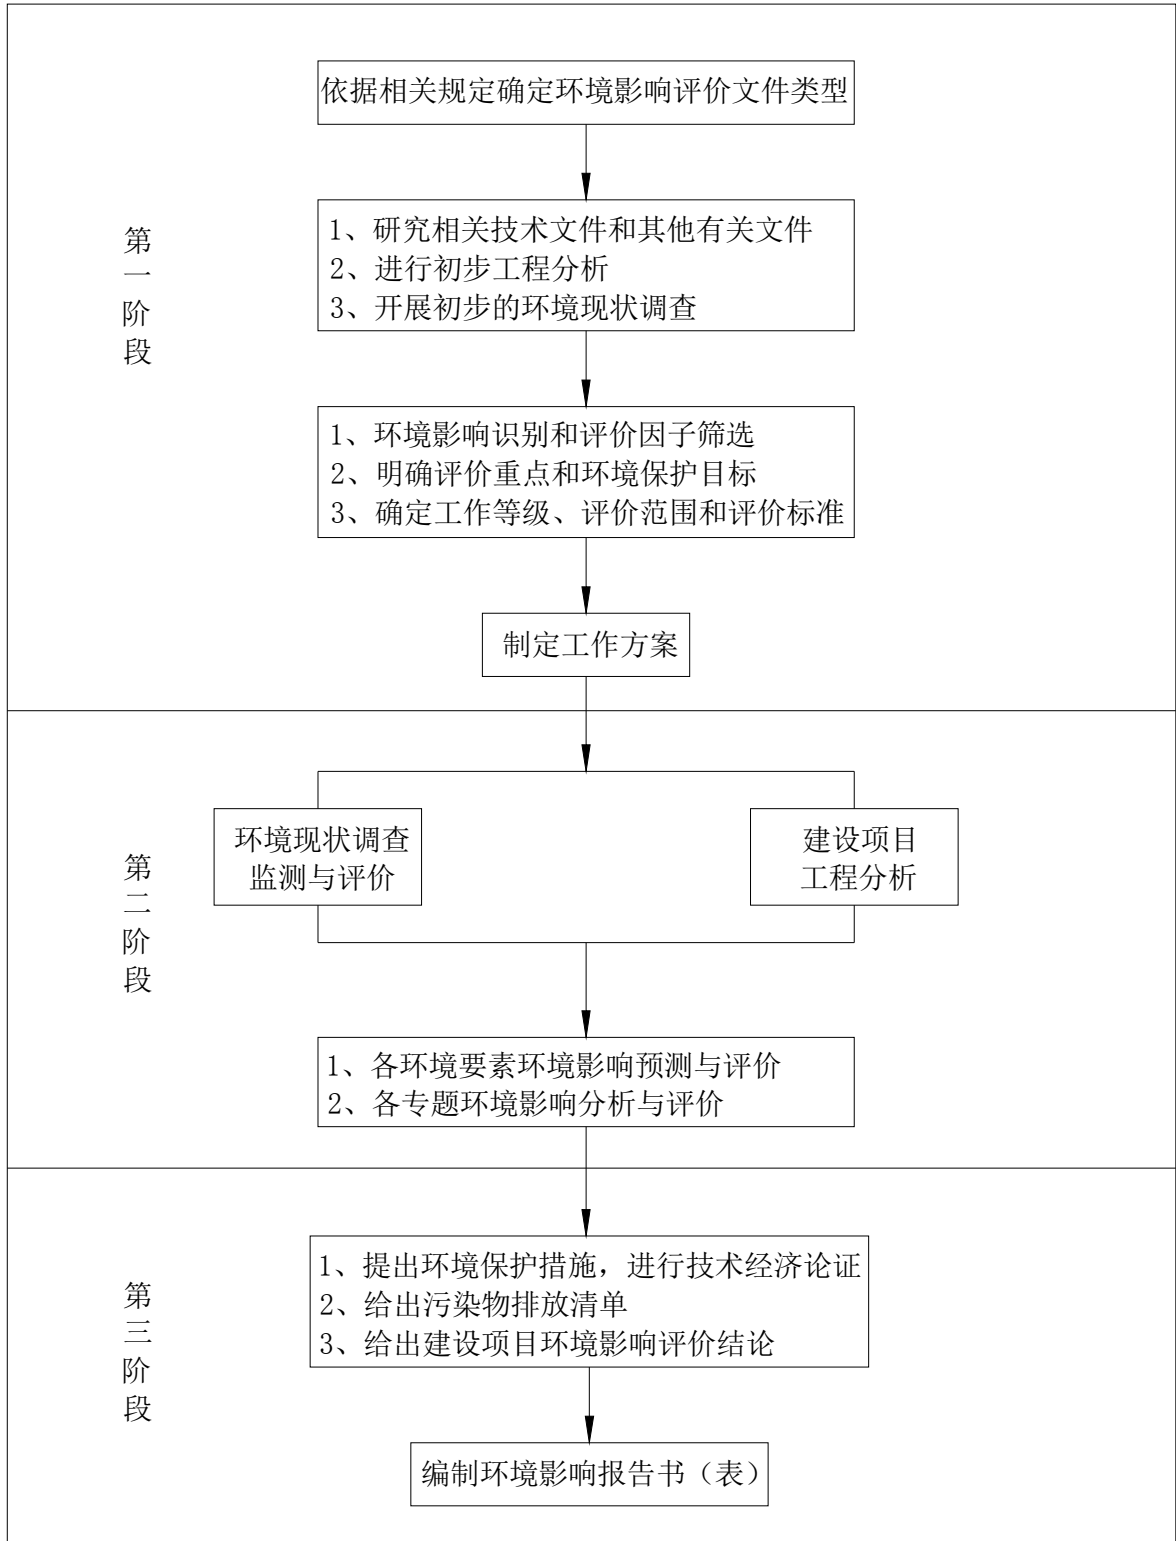 依据相关规定确定环境影响评价文件类型
第一阶段
1、研究相关技术文件和其他有关文件
2、进行初步工程分析
3、开展初步的环境现状调查
1、环境影响识别和评价因子筛选
2、明确评价重点和环境保护目标
3、确定工作等级、评价范围和评价标准
制定工作方案
第二阶段
环境现状调查
监测与评价
建设项目
工程分析
1、各环境要素环境影响预测与评价
2、各专题环境影响分析与评价
第三阶段
1、提出环境保护措施，进行技术经济论证
2、给出污染物排放清单
3、给出建设项目环境影响评价结论
编制环境影响报告书（表）